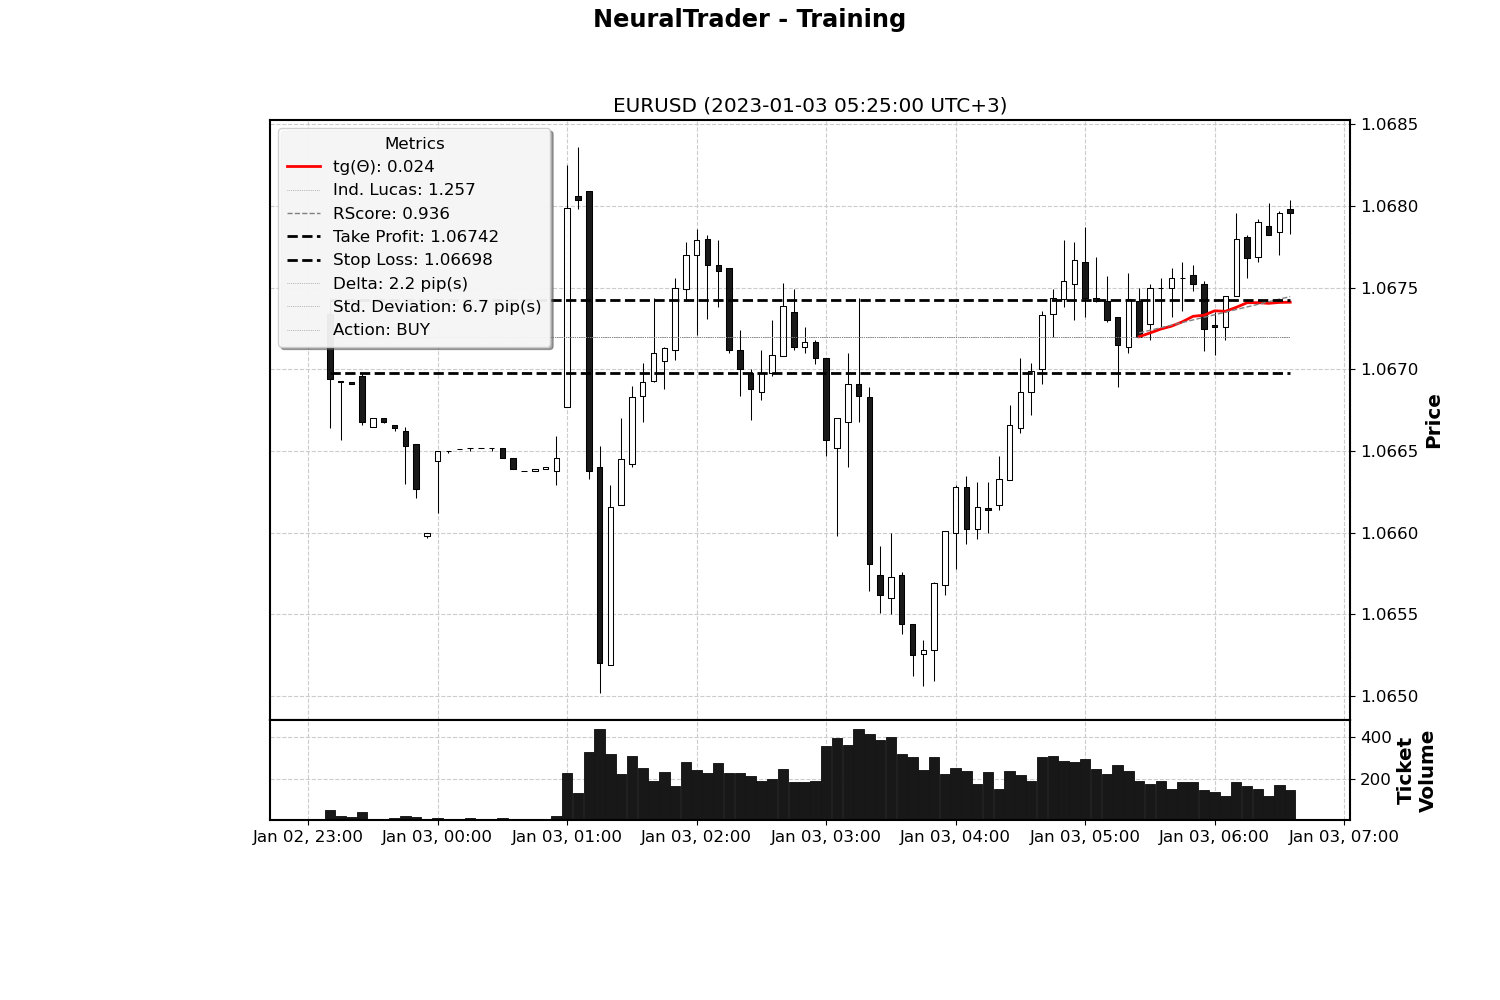 NeuralTrader - Training
EURUSD (2023-01-03 05:25:00 UTC+3)
Metrics
tg(Θ): 0.024
Ind. Lucas: 1.257
RScore: 0.936
Take Profit: 1.06742
Stop Loss: 1.06698
Delta: 2.2 pip(s)
Std. Deviation: 6.7 pip(s)
Action: BUY
1.0685
1.0680
1.0675
1.0670
1.0665
1.0660
1.0655
1.0650
Price
400
200
Ticket
Volume
Jan 02, 23:00
Jan 03, 00:00
Jan 03, 01:00
Jan 03, 02:00
Jan 03, 03:00
Jan 03, 04:00
Jan 03, 05:00
Jan 03, 06:00
Jan 03, 07:00